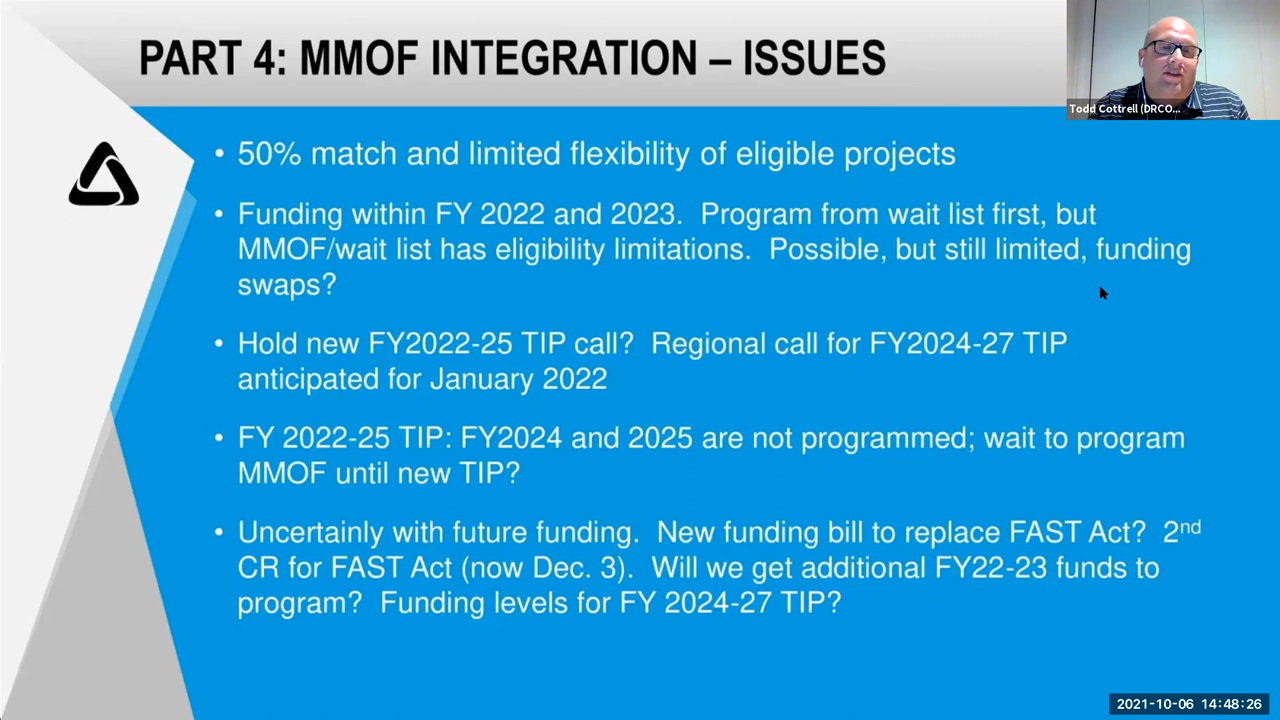 PART 4: MMOF INTEGRATION – ISSUES
Todd Cottrell (DRCO...
• 50% match and limited flexibility of eligible projects
• Funding within FY 2022 and 2023.  Program from wait list first, but
MMOF/wait list has eligibility limitations.  Possible, but still limited, funding
swaps?
• Hold new FY2022-25 TIP call?  Regional call for FY2024-27 TIP
anticipated for January 2022
• FY 2022-25 TIP: FY2024 and 2025 are not programmed; wait to program
MMOF until new TIP?
• Uncertainly with future funding.  New funding bill to replace FAST Act?  2nd
CR for FAST Act (now Dec. 3).  Will we get additional FY22-23 funds to
program?  Funding levels for FY 2024-27 TIP?
2021-10-06 14:48:26